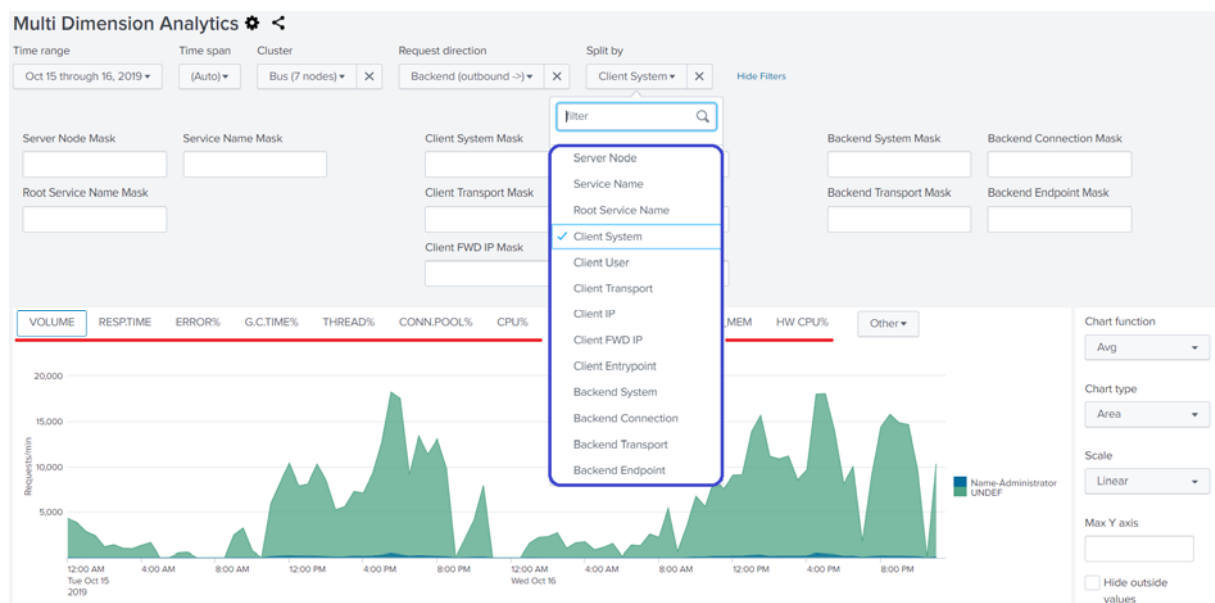 Multi Dimension Analytics
Time range Time span Cluster Request direction Split by
Oct 15 through 16, 2019 (Auto) Bus (7 nodes) Backend (outbound ->) Client System Hide Filters
filter
Server Node Mask Service Name Mask Client System Mask Backend System Mask Backend Connection Mask
Root Service Name Mask Client Transport Mask Backend Transport Mask Backend Endpoint Mask
Client FWD IP Mask
Server Node
Service Name
Root Service Name
Client System
Client User
Client Transport
Client IP
Client FWD IP
Client Entrypoint
Backend System
Backend Connection
Backend Transport
Backend Endpoint
VOLUME RESP.TIME ERROR% G.C.TIME% THREAD% CONN.POOL% CPU% _MEM HW CPU% Other
Chart function
Avg
Chart type
Area
Scale
Linear
Max Y axis
Hide outside
values
20,000
15,000
10,000
5,000
Requests/min
Name-Administrator
UNDEF
12:00 AM 4:00 AM 8:00 AM 12:00 PM 4:00 PM 8:00 PM 12:00 AM 4:00 AM 8:00 AM 12:00 PM 4:00 PM 8:00 PM
Tue Oct 15 Wed Oct 16
2019